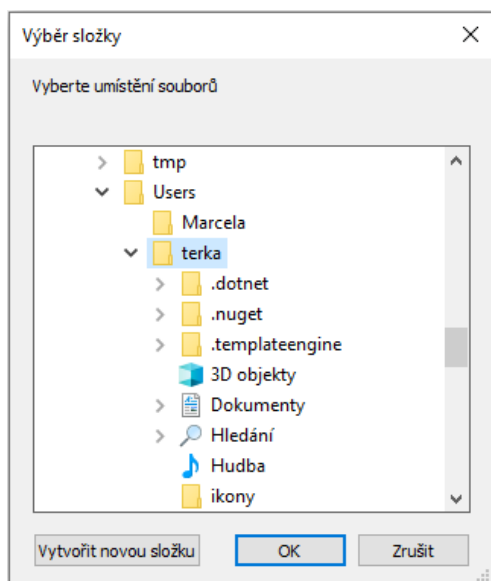 Výběr složky
Vyberte umístění souborů
tmp
Users
Marcela
terka
.dotnet
.nuget
.templateengine
3D objekty
Dokumenty
Hledání
Hudba
ikony
Vytvořit novou složku
OK
Zrušit